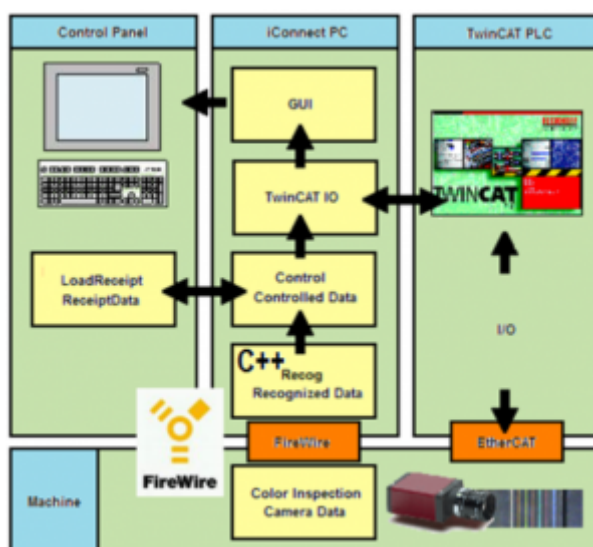 Control Panel
iConnect PC
TwinCAT PLC
GUI
TwinCAT IO
TWINCAT
LoadReceipt
ReceiptData
Control
Controlled Data
I/O
C++
Recog
Recognized Data
FireWire
FireWire
EtherCAT
Machine
Color Inspection
Camera Data